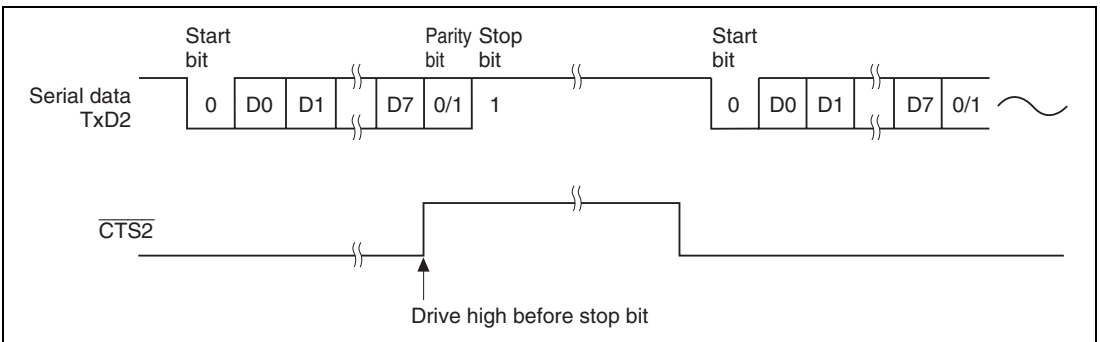 Start bit
Parity bit
Stop bit
Start bit
Serial data TxD2
0 D0 D1 D7 0/1 1 0 D0 D1 D7 0/1
CTS2
Drive high before stop bit